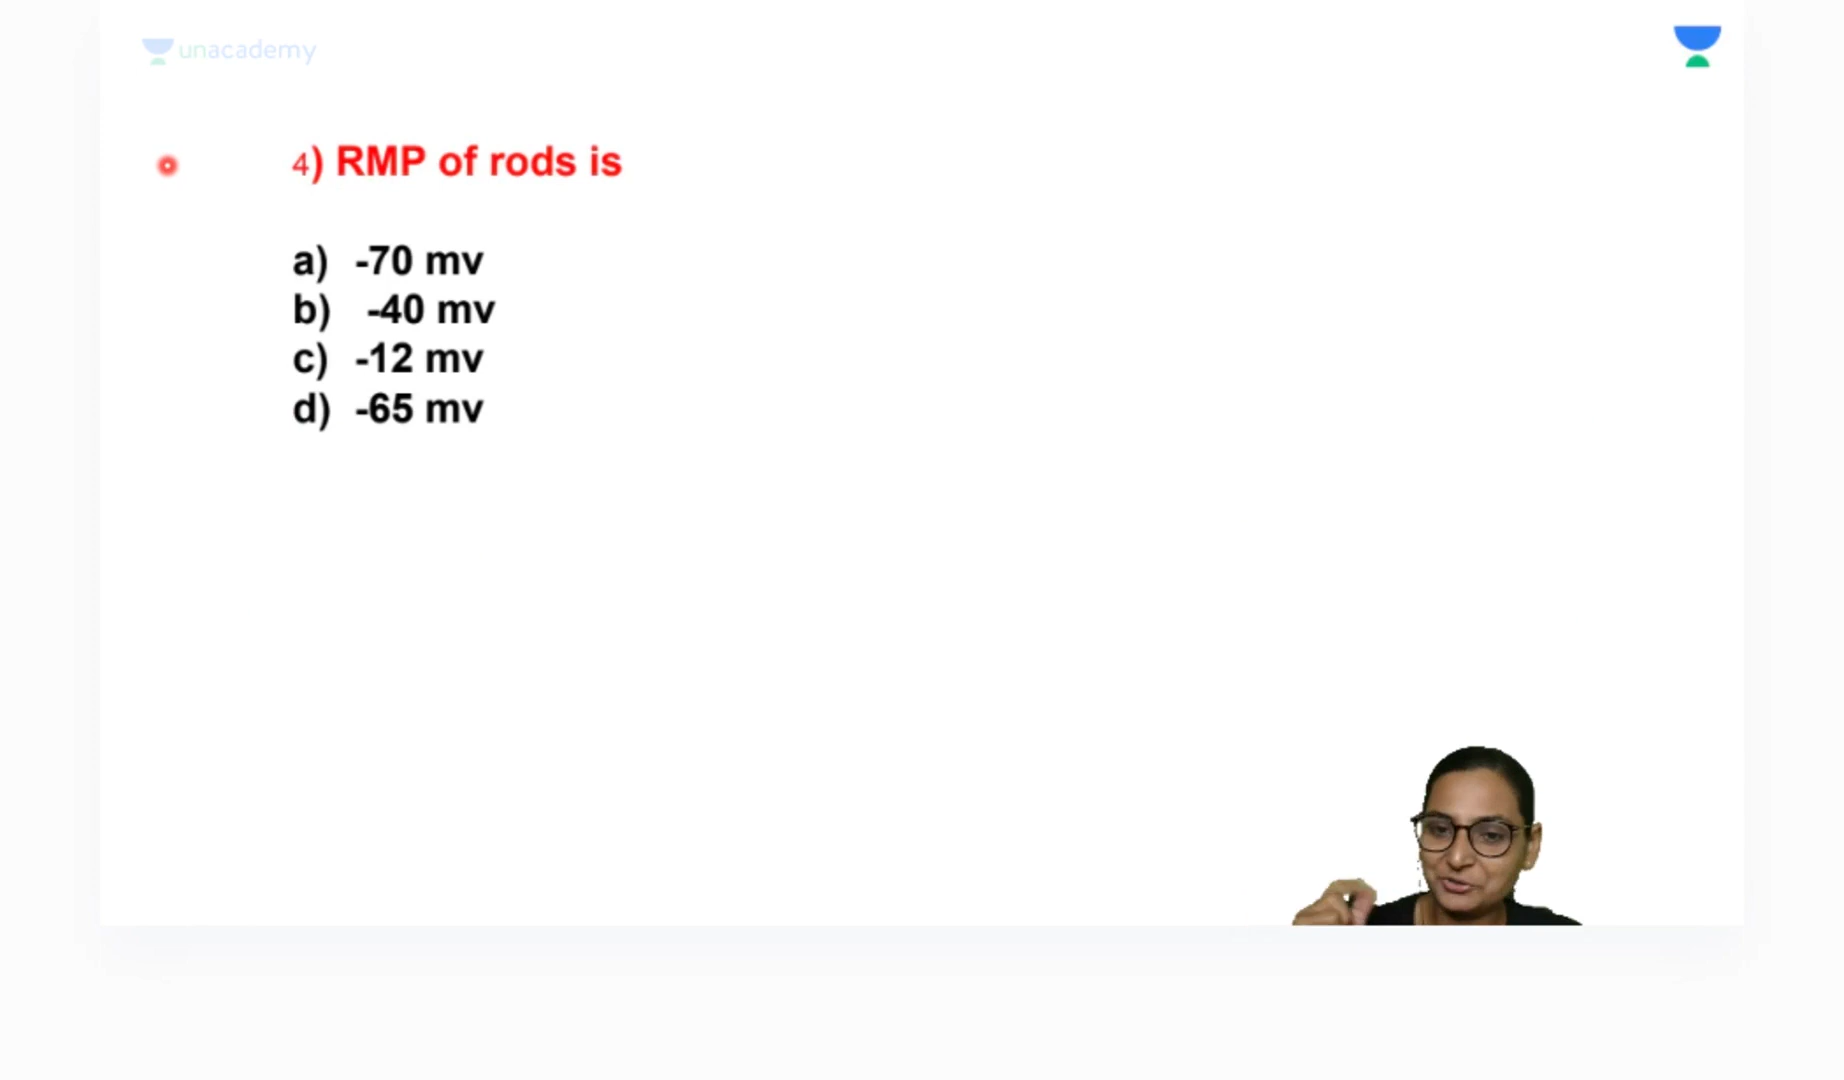 unacademy
4) RMP of rods is
a) -70 mv
b) -40 mv
c) -12 mv
d) -65 mv